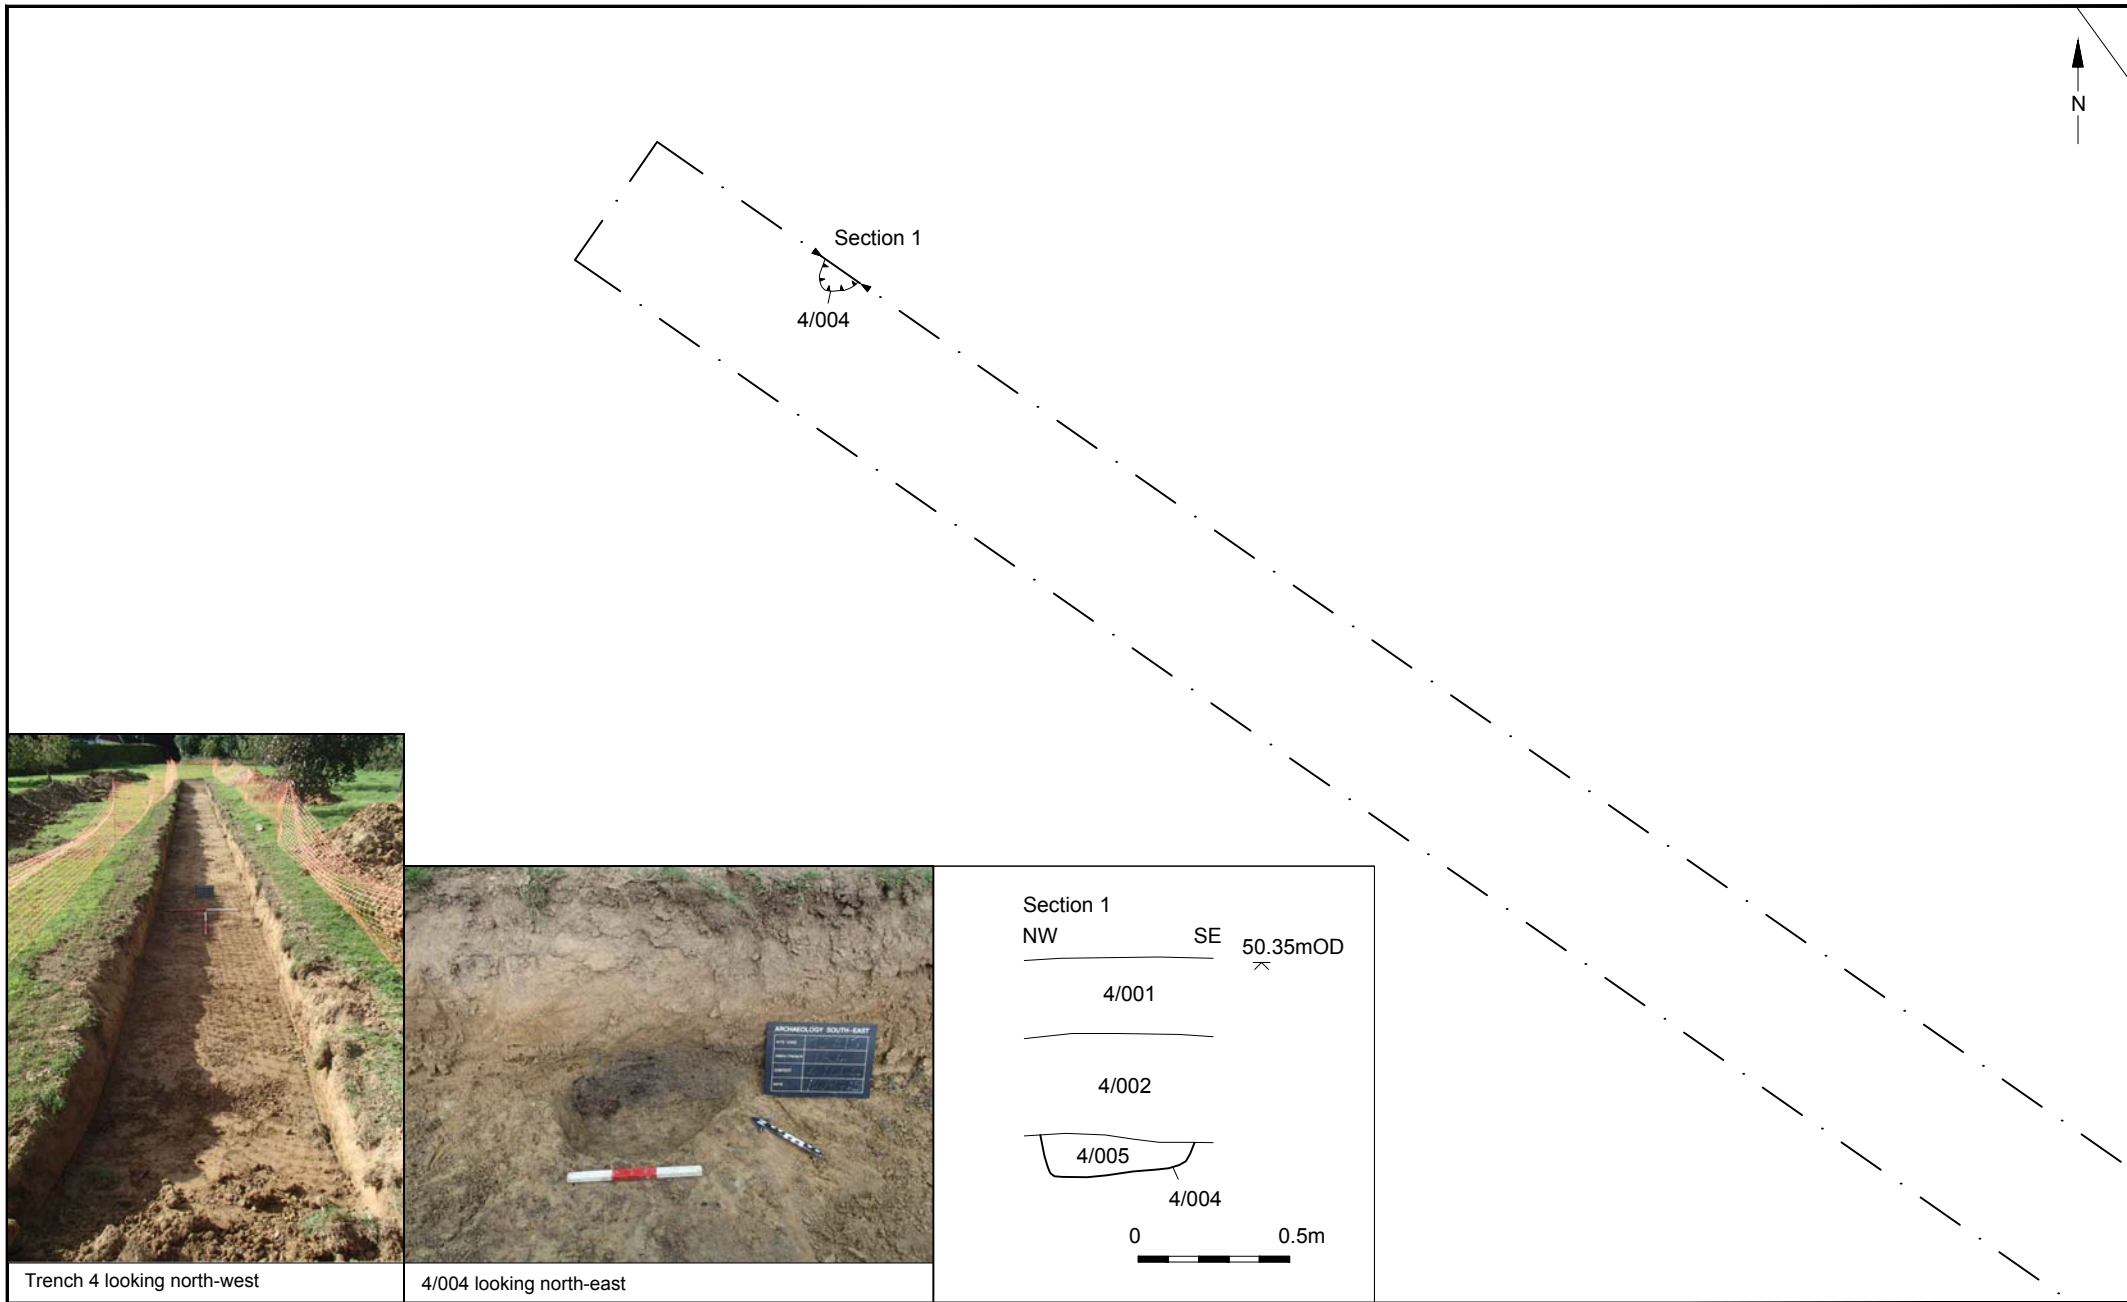 N
Section 1
4/004
Section 1
NW SE 50.35mOD
4/001
4/002
4/005
4/004
0 0.5m
ARCHAEOLOGY SOUTH-EAST
Trench 4 looking north-west
4/004 looking north-east